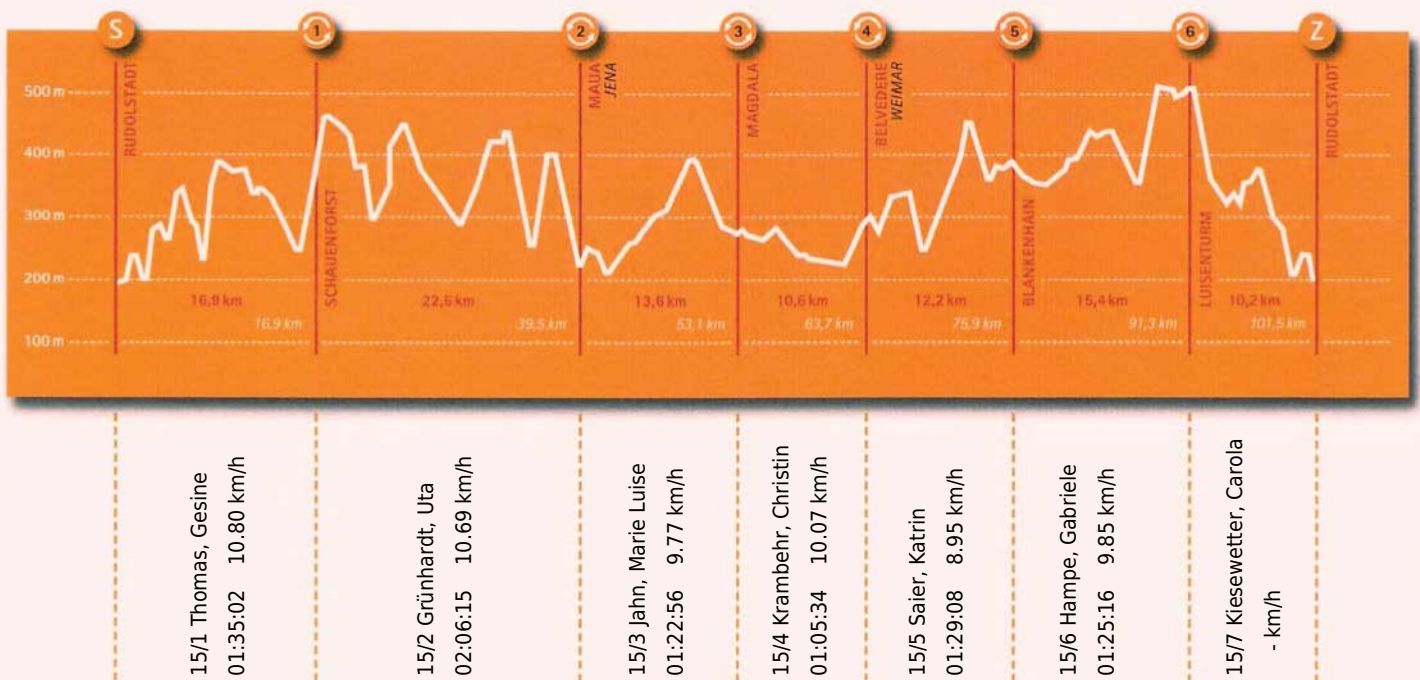 S
1
2
3
4
5
6
Z
500 m
400 m
300 m
200 m
100 m
RUDOLSTADT
SCHAUENFORST
MAUA
JENA
MAGDALA
BELVEDERE
WEIMAR
BLANKENHAIN
LUISENTURM
RUDOLSTADT
16,9 km
22,6 km
13,6 km
10,6 km
12,2 km
15,4 km
10,2 km
16,9 km
39,5 km
53,1 km
63,7 km
75,9 km
91,3 km
101,5 km
15/1 Thomas, Gesine
01:35:02 10.80 km/h
15/2 Grünhardt, Uta
02:06:15 10.69 km/h
15/3 Jahn, Marie Luise
01:22:56 9.77 km/h
15/4 Krambehr, Christin
01:05:34 10.07 km/h
15/5 Saier, Katrin
01:29:08 8.95 km/h
15/6 Hampe, Gabriele
01:25:16 9.85 km/h
15/7 Kiesewetter, Carola
- km/h